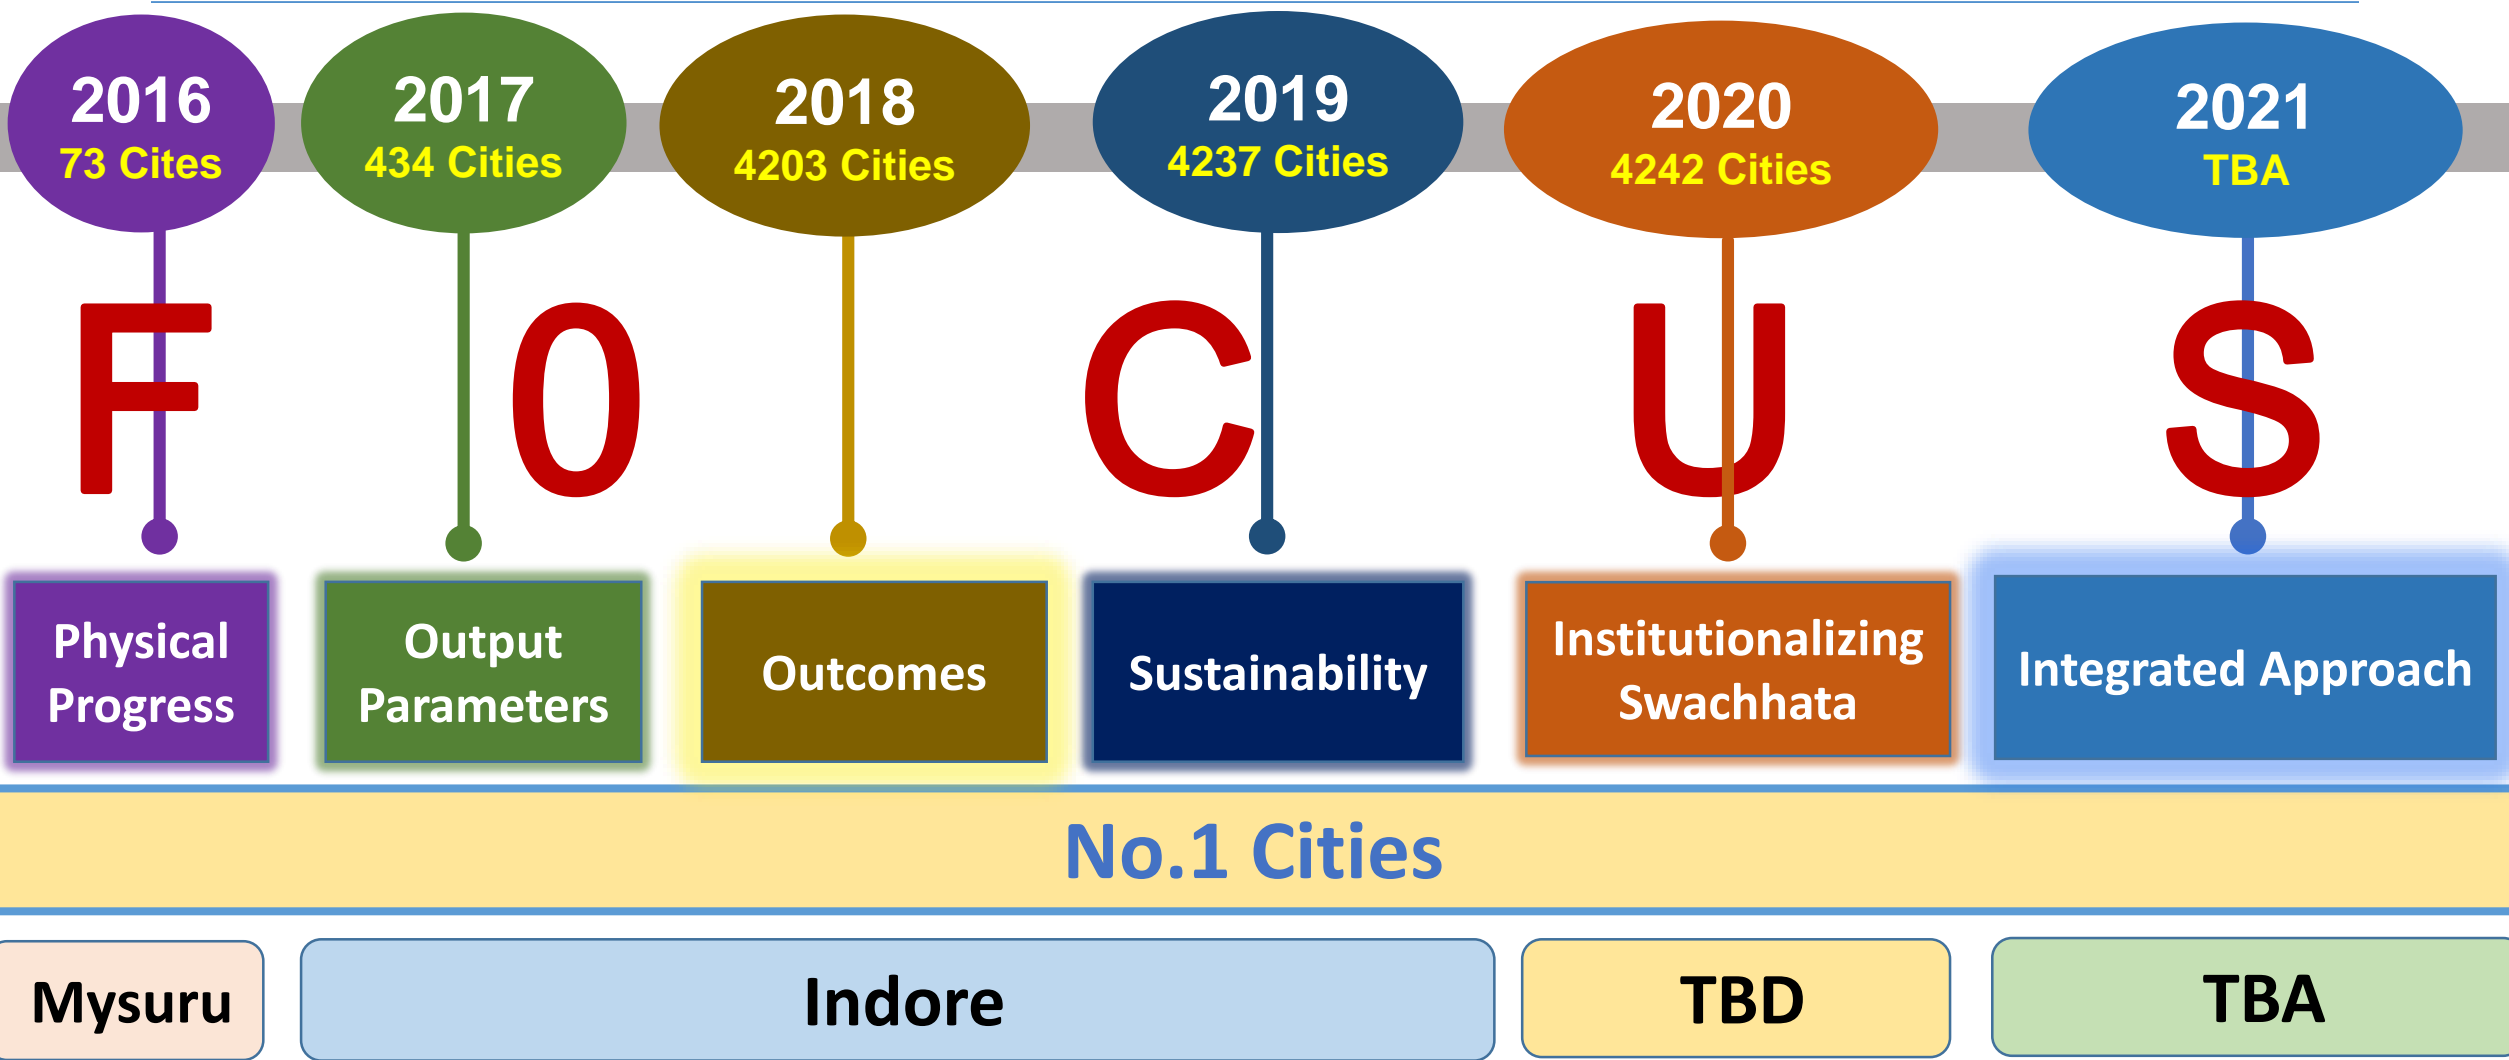 2016
73 Cites
2017
434 Cities
2018
4203 Cities
2019
4237 Cities
2020
4242 Cities
2021
TBA
F O C U S
Physical
Progress
Output
Parameters
Outcomes
Sustainability
Institutionalizing
Swachhata
Integrated Approach
No.1 Cities
Mysuru
Indore
TBD
TBA